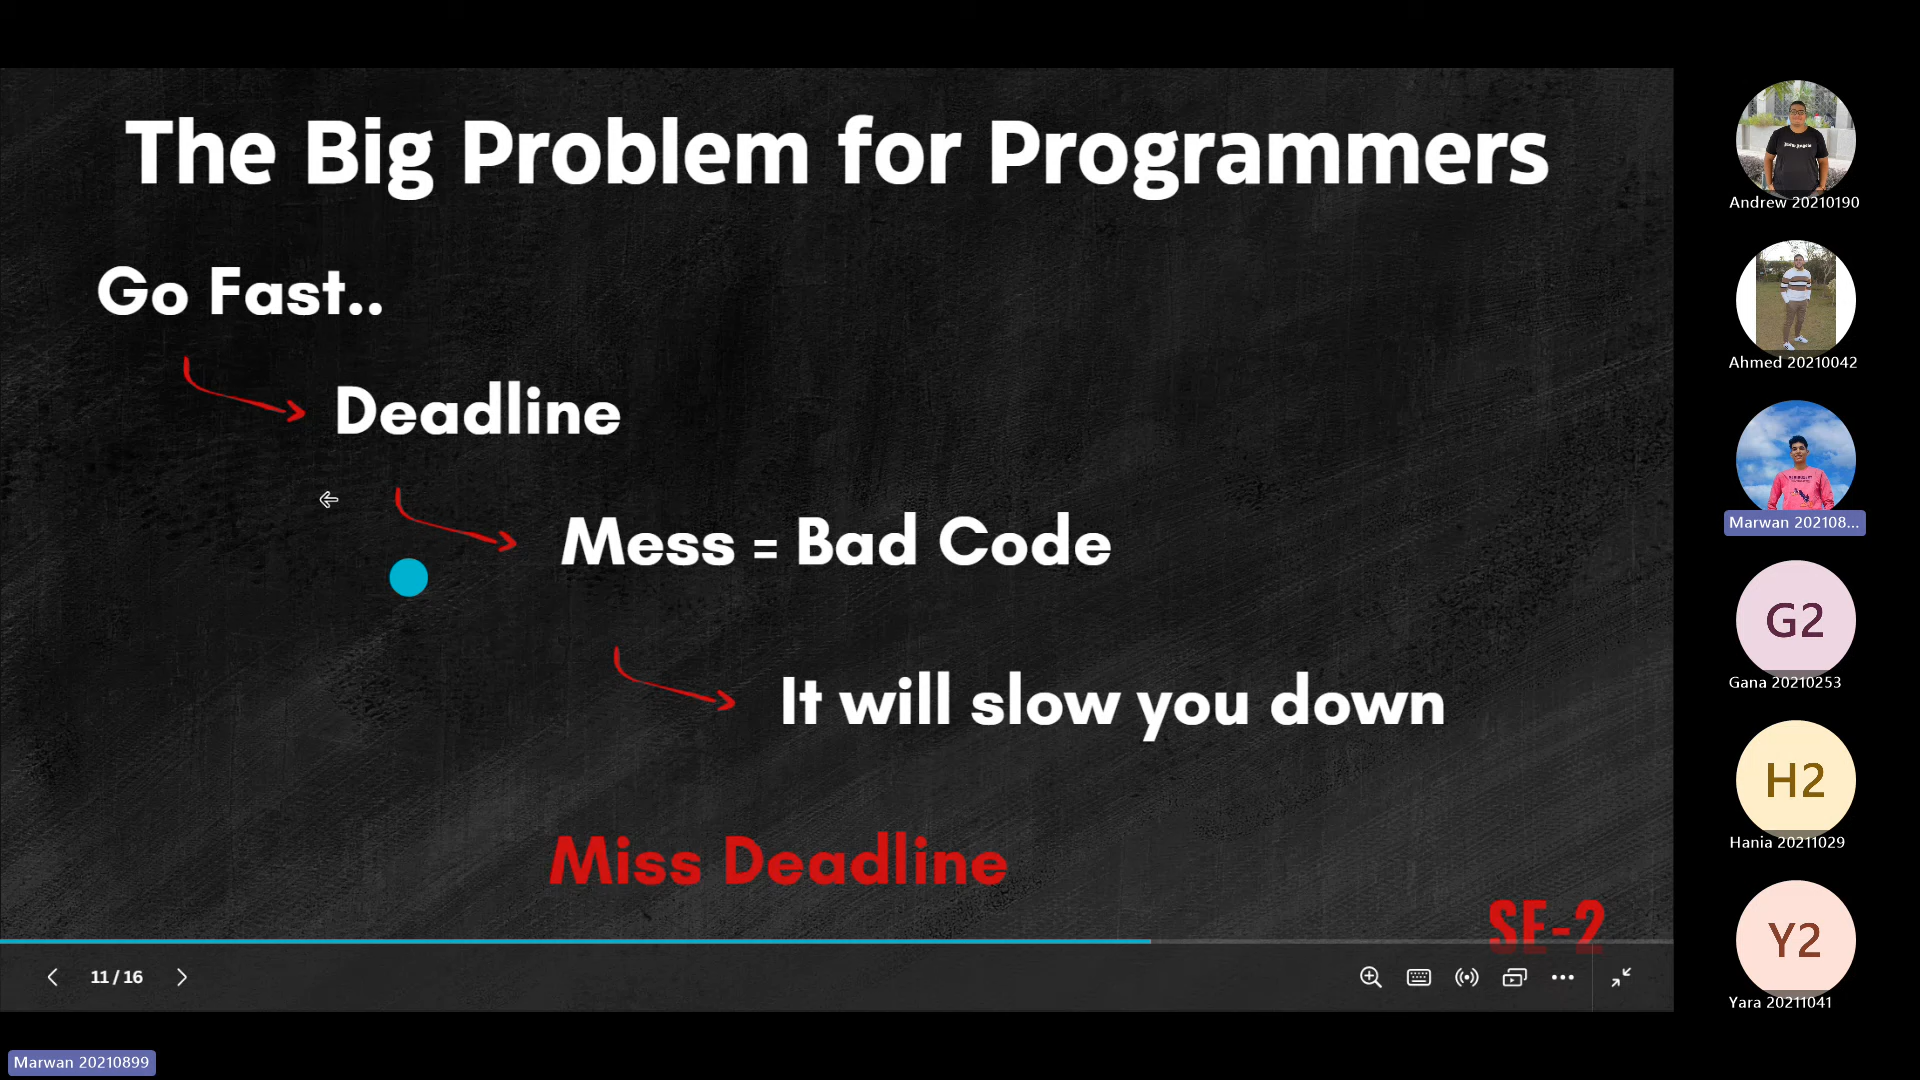 The Big Problem for Programmers
Go Fast..
Deadline
Mess = Bad Code
It will slow you down
Miss Deadline
SE-2
11 / 16
Andrew 20210190
Ahmed 20210042
Marwan 202108...
G2
Gana 20210253
H2
Hania 20211029
Y2
Yara 20211041
Marwan 20210899